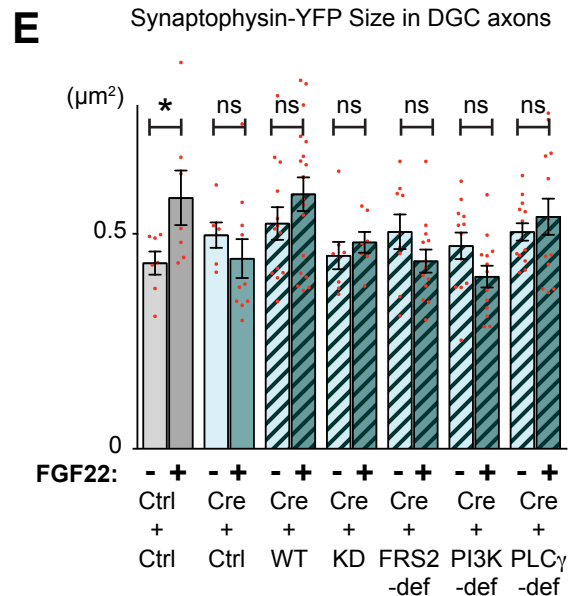 E
Synaptophysin-YFP Size in DGC axons
(μm²)
* ns ns ns ns ns ns
0.5
0
FGF22: - + - + - + - + - + - + - +
Ctrl Cre Cre Cre Cre Cre Cre
+ + + + + + +
Ctrl Ctrl WT KD FRS2 PI3K PLCγ
-def -def -def